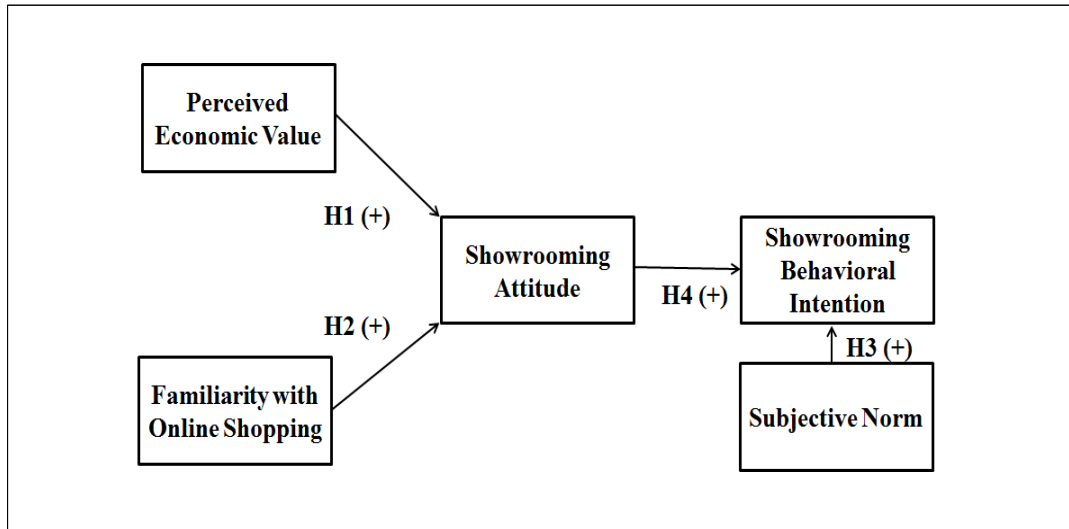 Perceived
Economic Value
H1 (+)
Showrooming
Attitude
Showrooming
Behavioral
Intention
H4 (+)
H2 (+)
H3 (+)
Familiarity with
Online Shopping
Subjective Norm